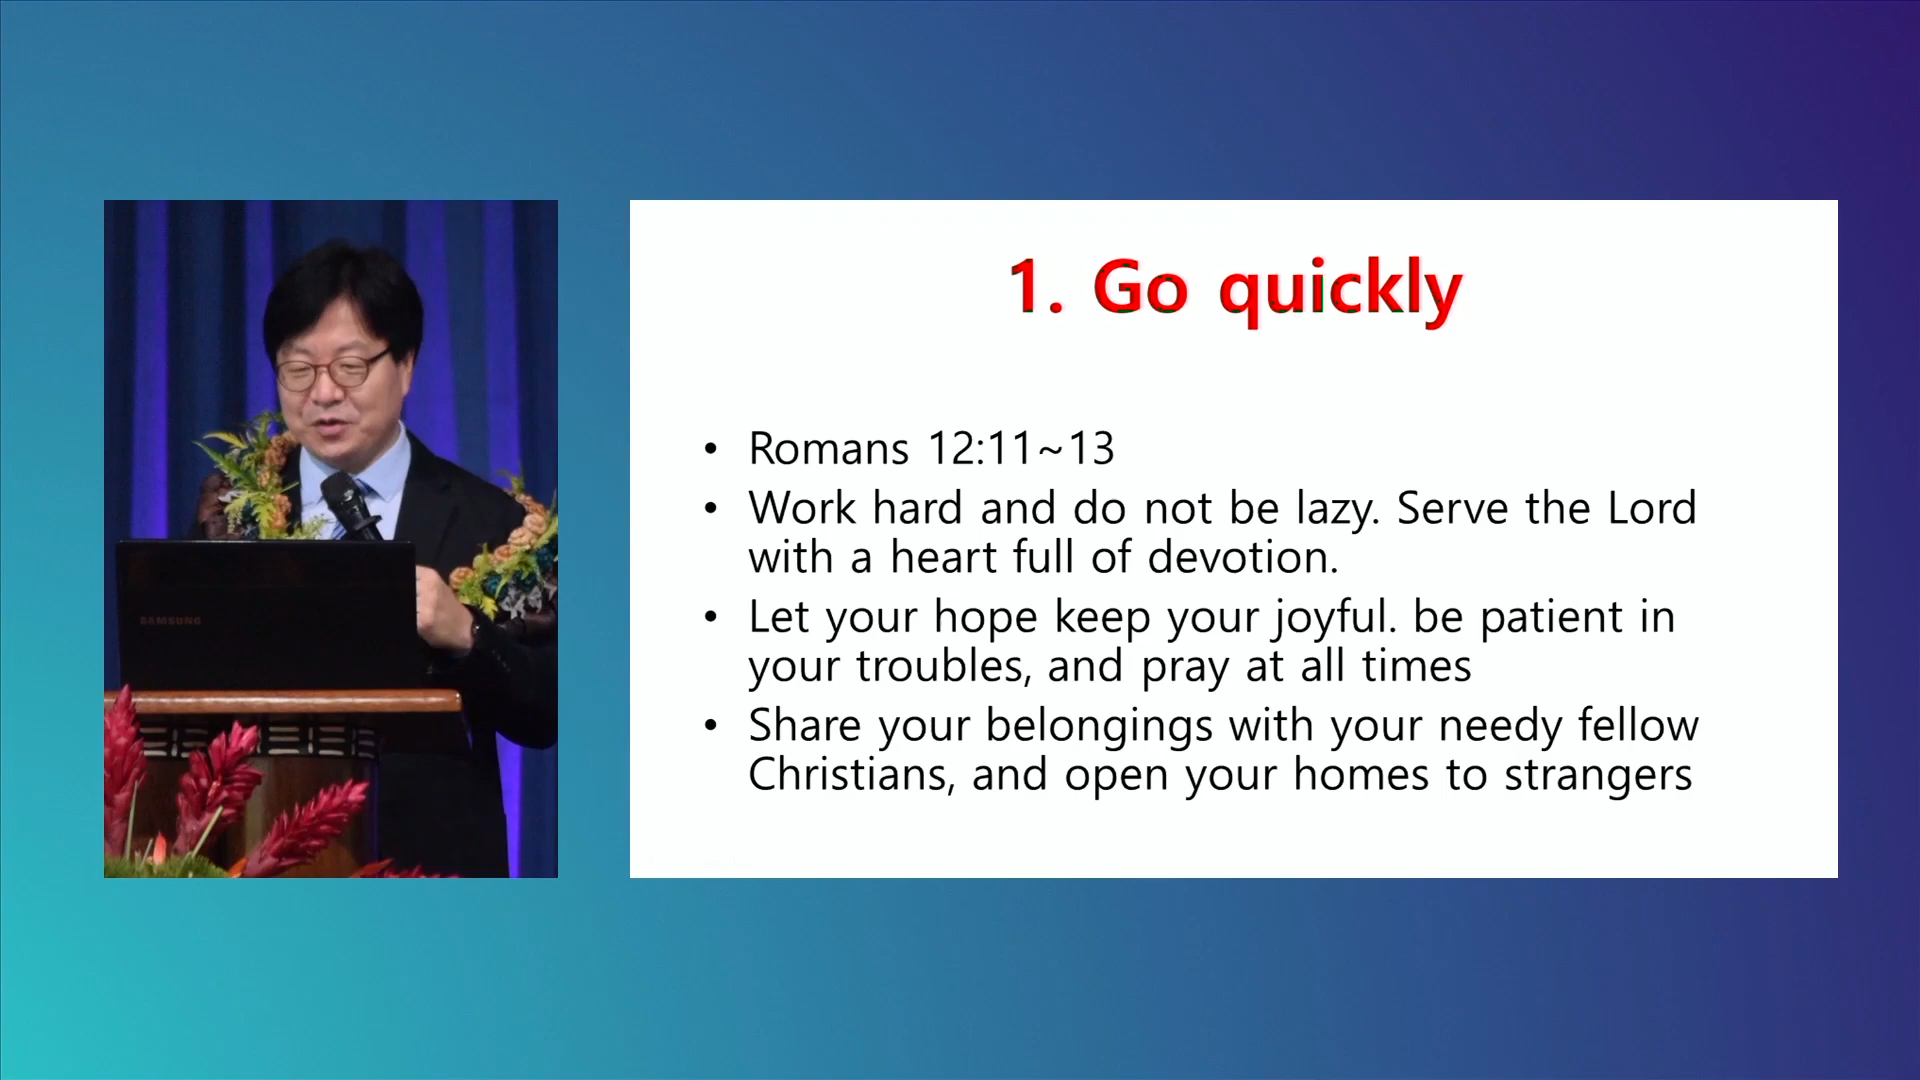 SAMSUNG
1. Go quickly
• Romans 12:11~13
• Work hard and do not be lazy. Serve the Lord
with a heart full of devotion.
• Let your hope keep your joyful. be patient in
your troubles, and pray at all times
• Share your belongings with your needy fellow
Christians, and open your homes to strangers